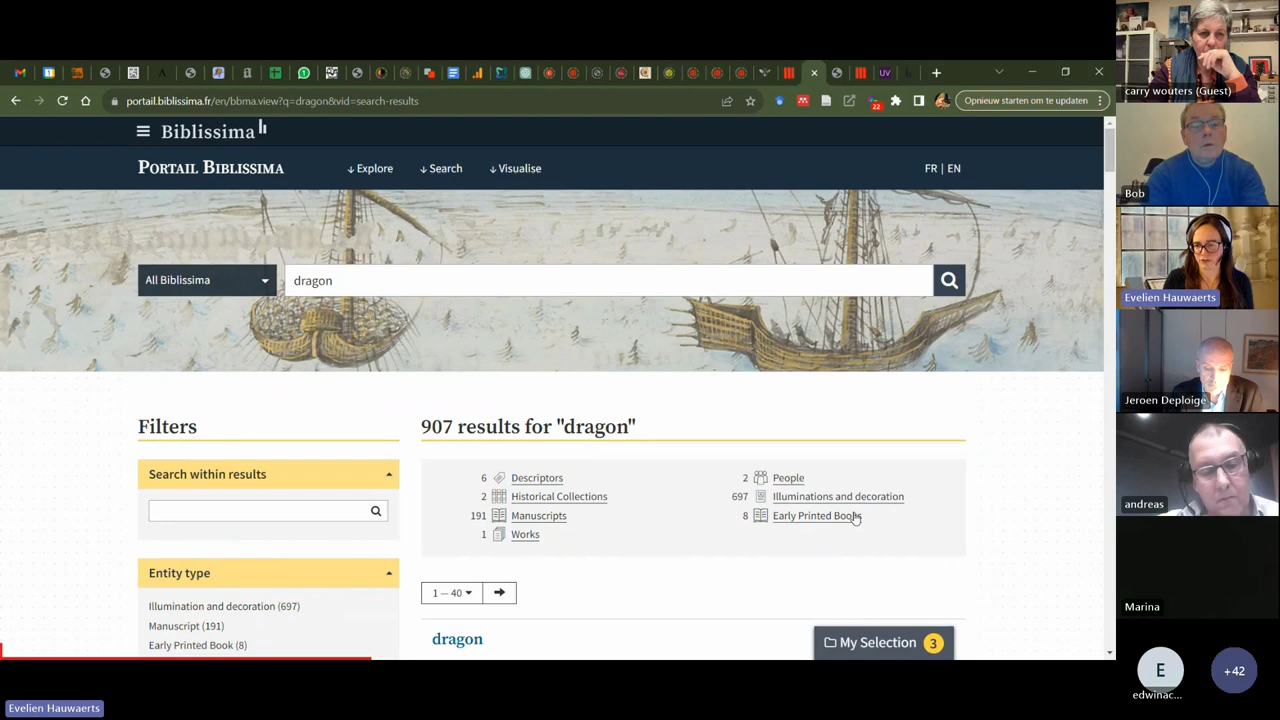 portail.biblissima.fr/en/bbma.view?q=dragon&vid=search-results
22
Opnieuw starten om te updaten
Biblissima
PORTAIL BIBLISSIMA
Explore
Search
Visualise
FR | EN
All Biblissima
dragon
Filters
907 results for "dragon"
Search within results
6 Descriptors
2 Historical Collections
191 Manuscripts
1 Works
2 People
697 Illuminations and decoration
8 Early Printed Books
Entity type
Illumination and decoration (697)
Manuscript (191)
Early Printed Book (8)
1 — 40
dragon
My Selection 3
carry wouters (Guest)
Bob
Evelien Hauwaerts
Jeroen Deploige
andreas
Marina
E
edwinac...
+42
Evelien Hauwaerts